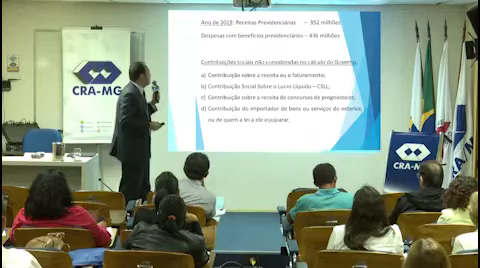 Ano de 2015: Receitas Previdenciárias – 352 milhões
Despesas com benefícios previdenciários – 436 milhões
Contribuições sociais não consideradas no cálculo do Governo:
a) Contribuição sobre a receita ou o faturamento;
b) Contribuição Social Sobre o Lucro Líquido – CSLL;
c) Contribuição sobre a receita de concursos de prognósticos;
d) Contribuição do importador de bens ou serviços do exterior,
ou de quem a lei a ele equiparar;
CRA-MG
CRA-MG
CRA